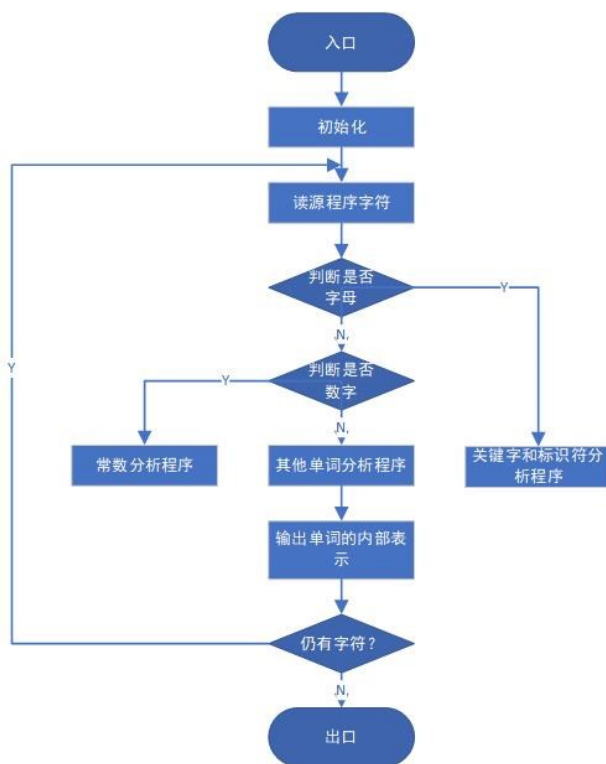 入口
初始化
读源程序字符
判断是否
字母
Y
N
Y
判断是否
数字
Y
N
常数分析程序
其他单词分析程序
关键字和标识符分
析程序
输出单词的内部表
示
仍有字符？
N
出口